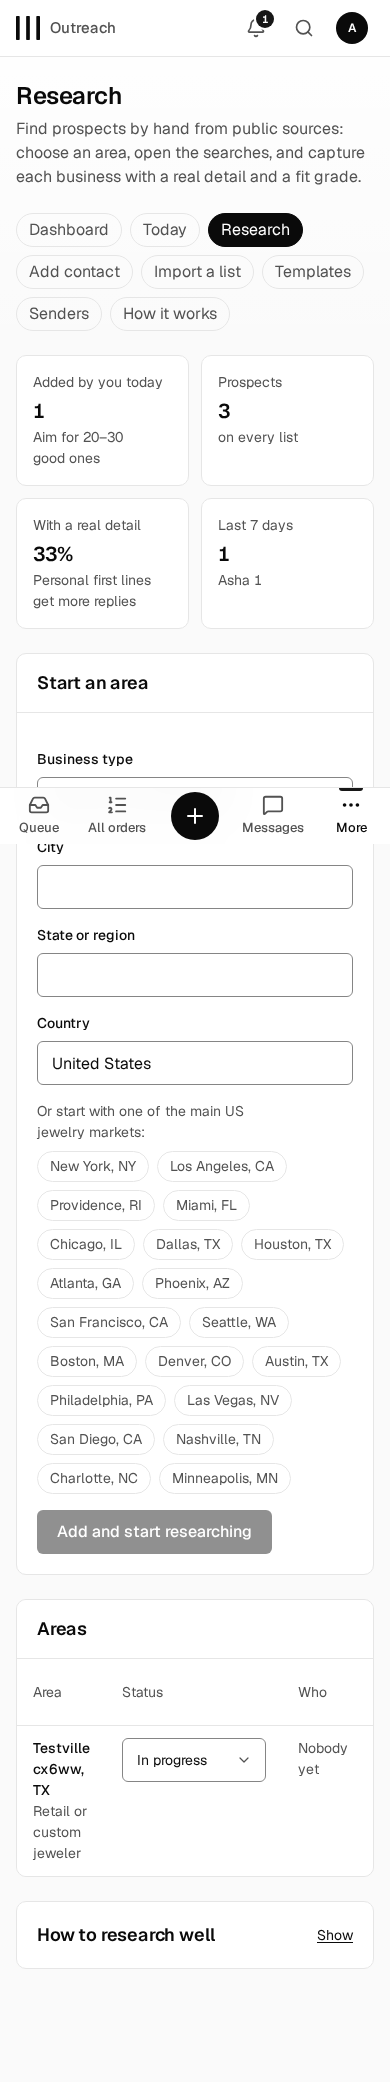 Outreach
1
A
Research
Find prospects by hand from public sources:
choose an area, open the searches, and capture
each business with a real detail and a fit grade.
Dashboard Today Research
Add contact Import a list Templates
Senders How it works
Added by you today
1
Aim for 20–30
good ones
Prospects
3
on every list
With a real detail
33%
Personal first lines
get more replies
Last 7 days
1
Asha 1
Start an area
Business type
Queue All orders Messages More
City
State or region
Country
United States
Or start with one of the main US
jewelry markets:
New York, NY Los Angeles, CA
Providence, RI Miami, FL
Chicago, IL Dallas, TX Houston, TX
Atlanta, GA Phoenix, AZ
San Francisco, CA Seattle, WA
Boston, MA Denver, CO Austin, TX
Philadelphia, PA Las Vegas, NV
San Diego, CA Nashville, TN
Charlotte, NC Minneapolis, MN
Add and start researching
Areas
Area Status Who
Testville
cx6ww,
TX
Retail or
custom
jeweler
In progress
Nobody
yet
How to research well Show